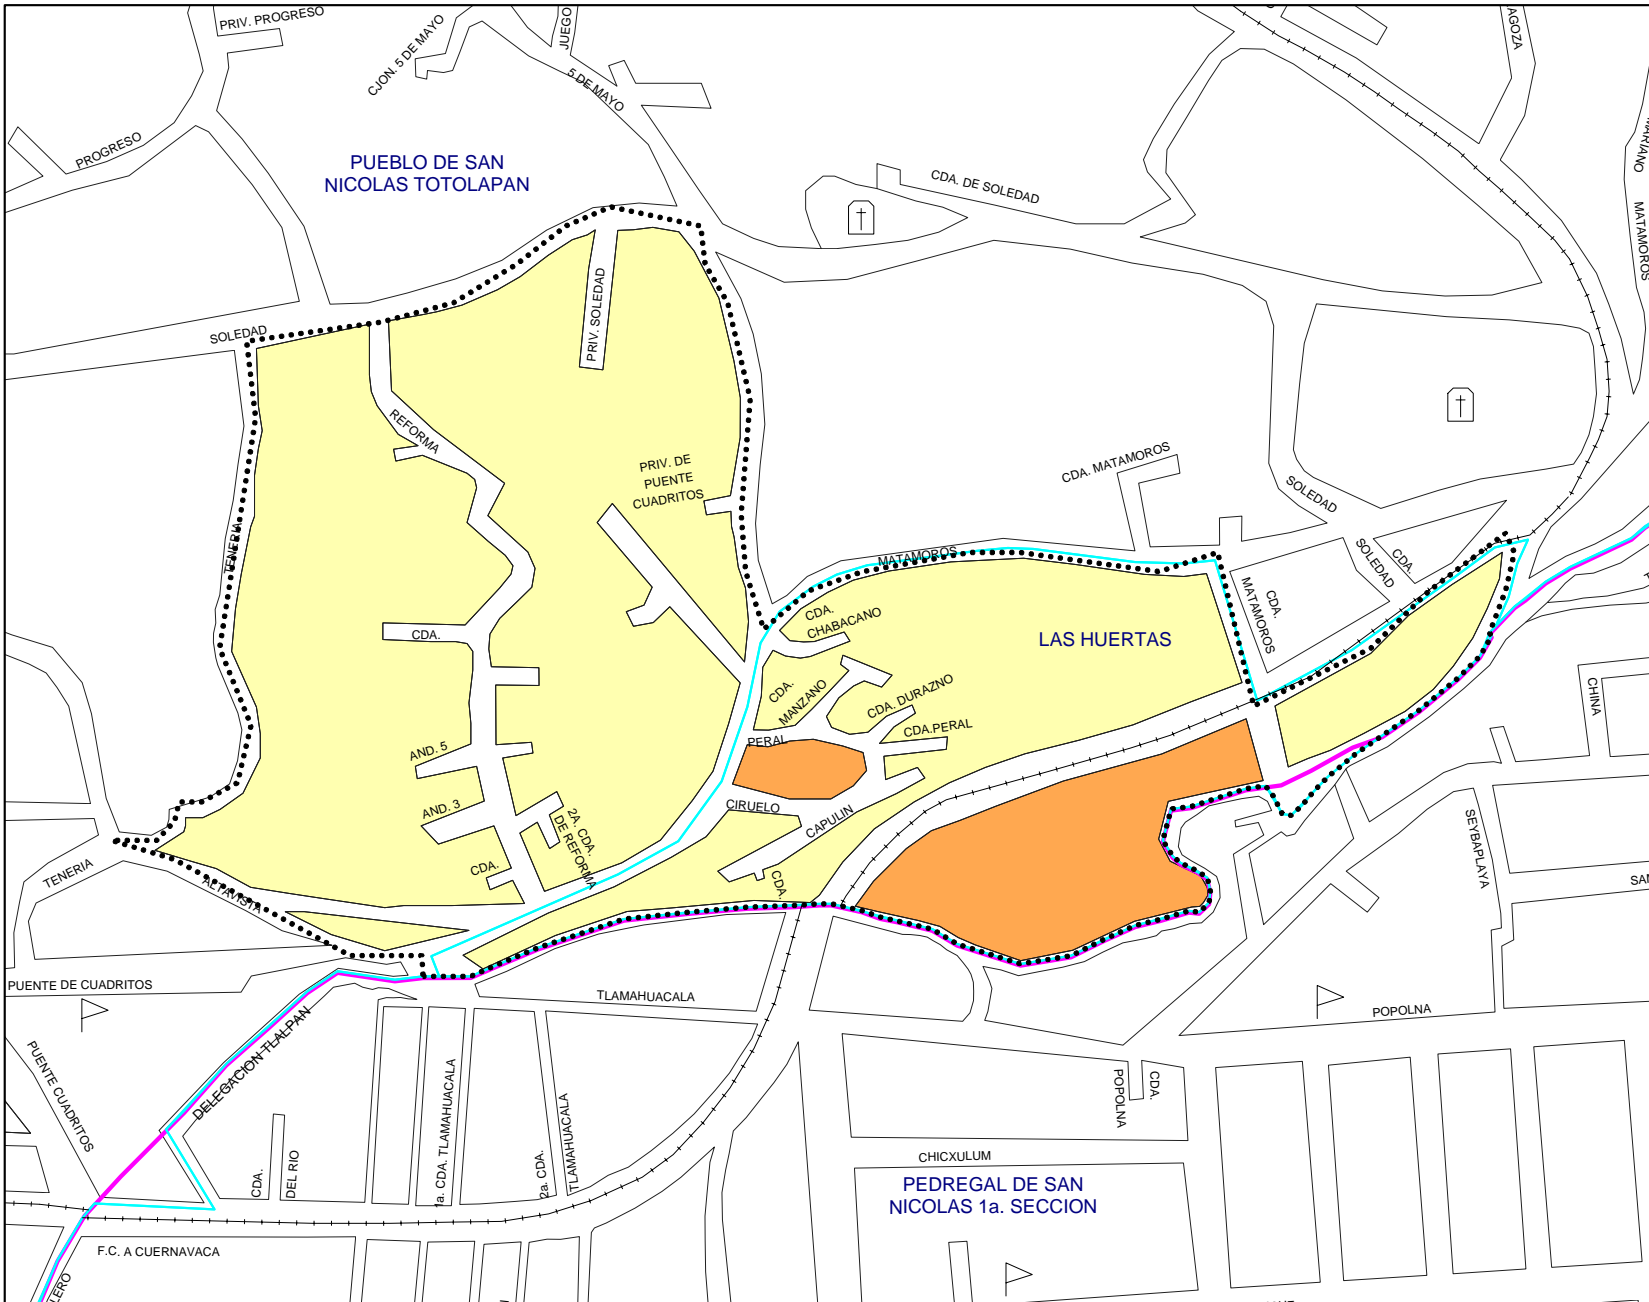 PRIV. PROGRESO
CJON. 5 DE MAYO
JUEGO
5 DE MAYO
AGOZA
MARIANO
MATAMOROS
PROGRESO
PUEBLO DE SAN
NICOLAS TOTOLAPAN
CDA. DE SOLEDAD
SOLEDAD
PRIV. SOLEDAD
REFORMA
PRIV. DE
PUENTE
CUADRITOS
CDA. MATAMOROS
SOLEDAD
SOLEDAD
CDA.
TENERIA
MATAMOROS
CDA.
MATAMOROS
CDA.
CHABACANO
CDA.
LAS HUERTAS
CDA.
MANZANO
CDA. DURAZNO
CDA.PERAL
PERAL
CHINA
AND. 5
AND. 3
2A. CDA.
DE REFORMA
CIRUELO
CAPULIN
CDA.
CDA.
SEYBAPLAYA
SAN
TENERIA
ALTAVISTA
PUENTE DE CUADRITOS
TLAMAHUACALA
POPOLNA
DELEGACION TLALPAN
PUENTE CUADRITOS
1a. CDA. TLAMAHUACALA
2a. CDA.
TLAMAHUACALA
CDA.
POPOLNA
CDA.
DEL RIO
CHICXULUM
PEDREGAL DE SAN
NICOLAS 1a. SECCION
F.C. A CUERNAVACA
LERO